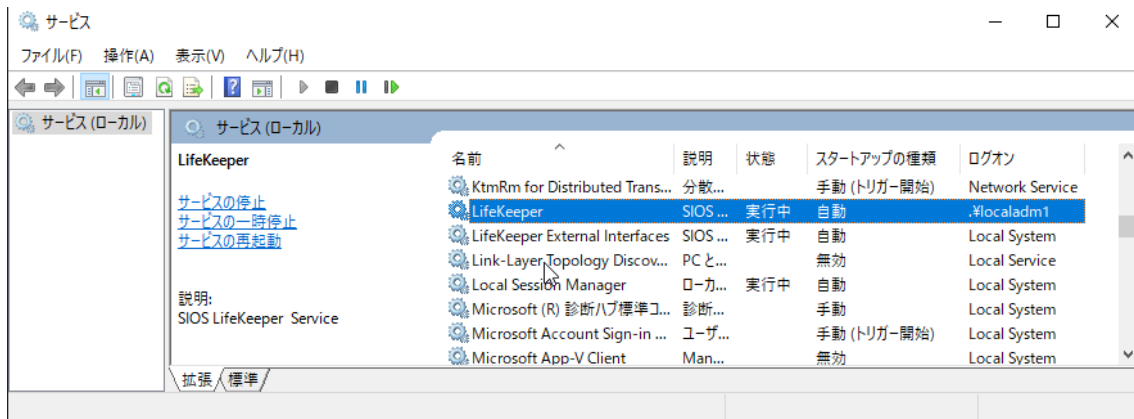 サービス
ファイル(F) 操作(A) 表示(V) ヘルプ(H)
サービス (ローカル)
サービス (ローカル)
LifeKeeper
サービスの停止
サービスの一時停止
サービスの再起動
説明:
SIOS LifeKeeper Service
名前 説明 状態 スタートアップの種類 ログオン
KtmRm for Distributed Trans... 分散... 手動 (トリガー開始) Network Service
LifeKeeper SIOS ... 実行中 自動 .¥localadm1
LifeKeeper External Interfaces SIOS ... 実行中 自動 Local System
Link-Layer Topology Discov... PC と... 無効 Local Service
Local Session Manager ローカ... 実行中 自動 Local System
Microsoft (R) 診断ハブ標準コ... 診断... 手動 Local System
Microsoft Account Sign-in ... ユーザ... 手動 (トリガー開始) Local System
Microsoft App-V Client Man... 無効 Local System
拡張 標準